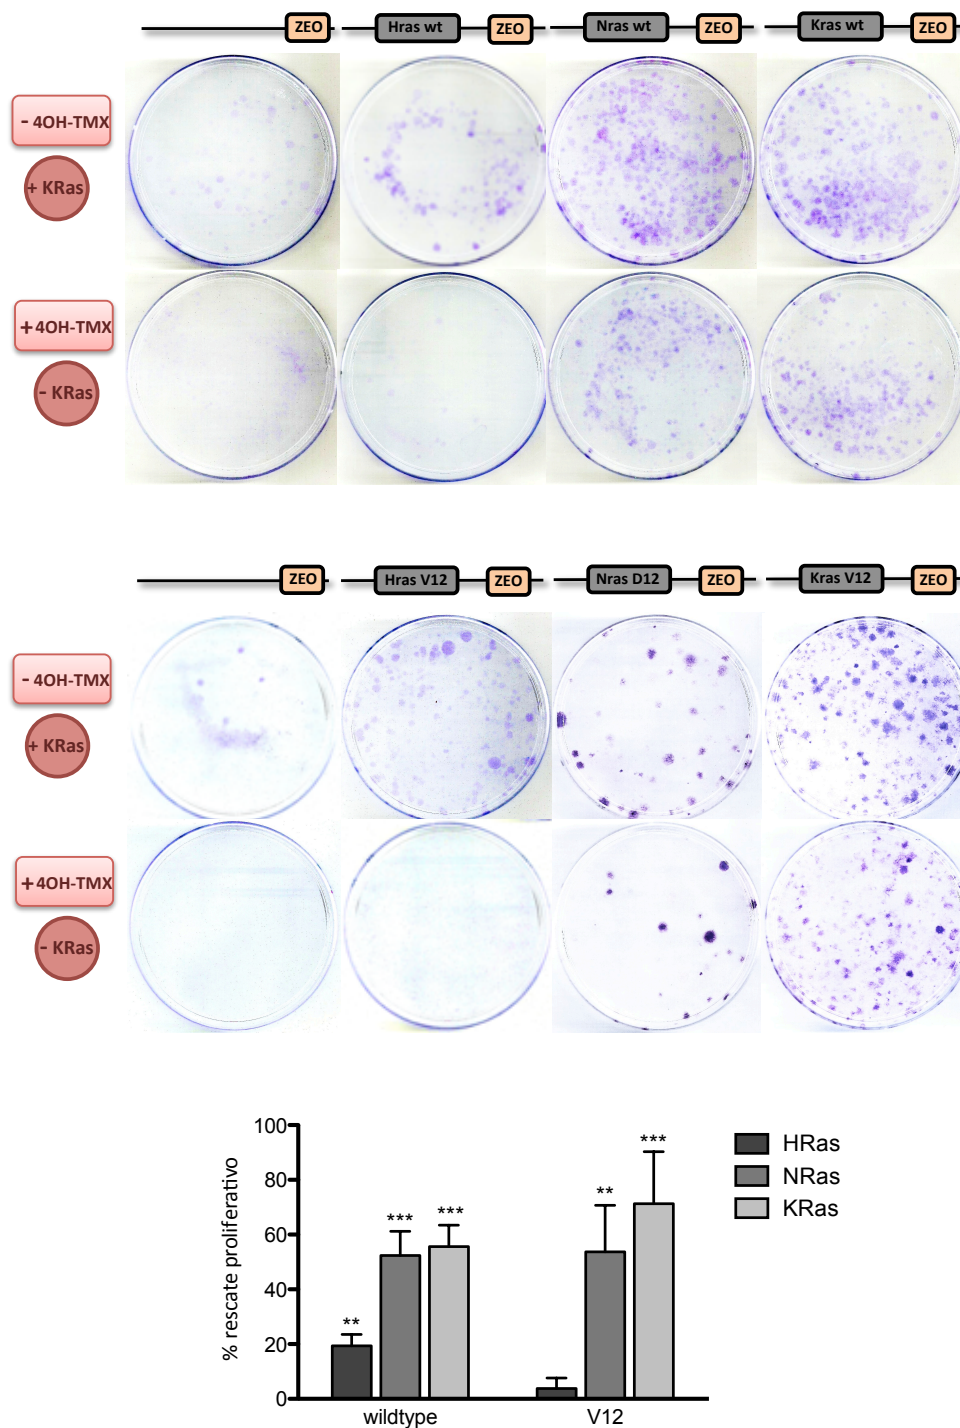 ZEO Hras wt ZEO Nras wt ZEO Kras wt ZEO
- 4OH-TMX
+ KRas
+ 4OH-TMX
- KRas
ZEO Hras V12 ZEO Nras D12 ZEO Kras V12 ZEO
- 4OH-TMX
+ KRas
+ 4OH-TMX
- KRas
% rescate proliferativo
100
80
60
40
20
0
** *** *** ** ***
wildtype V12
HRas
NRas
KRas